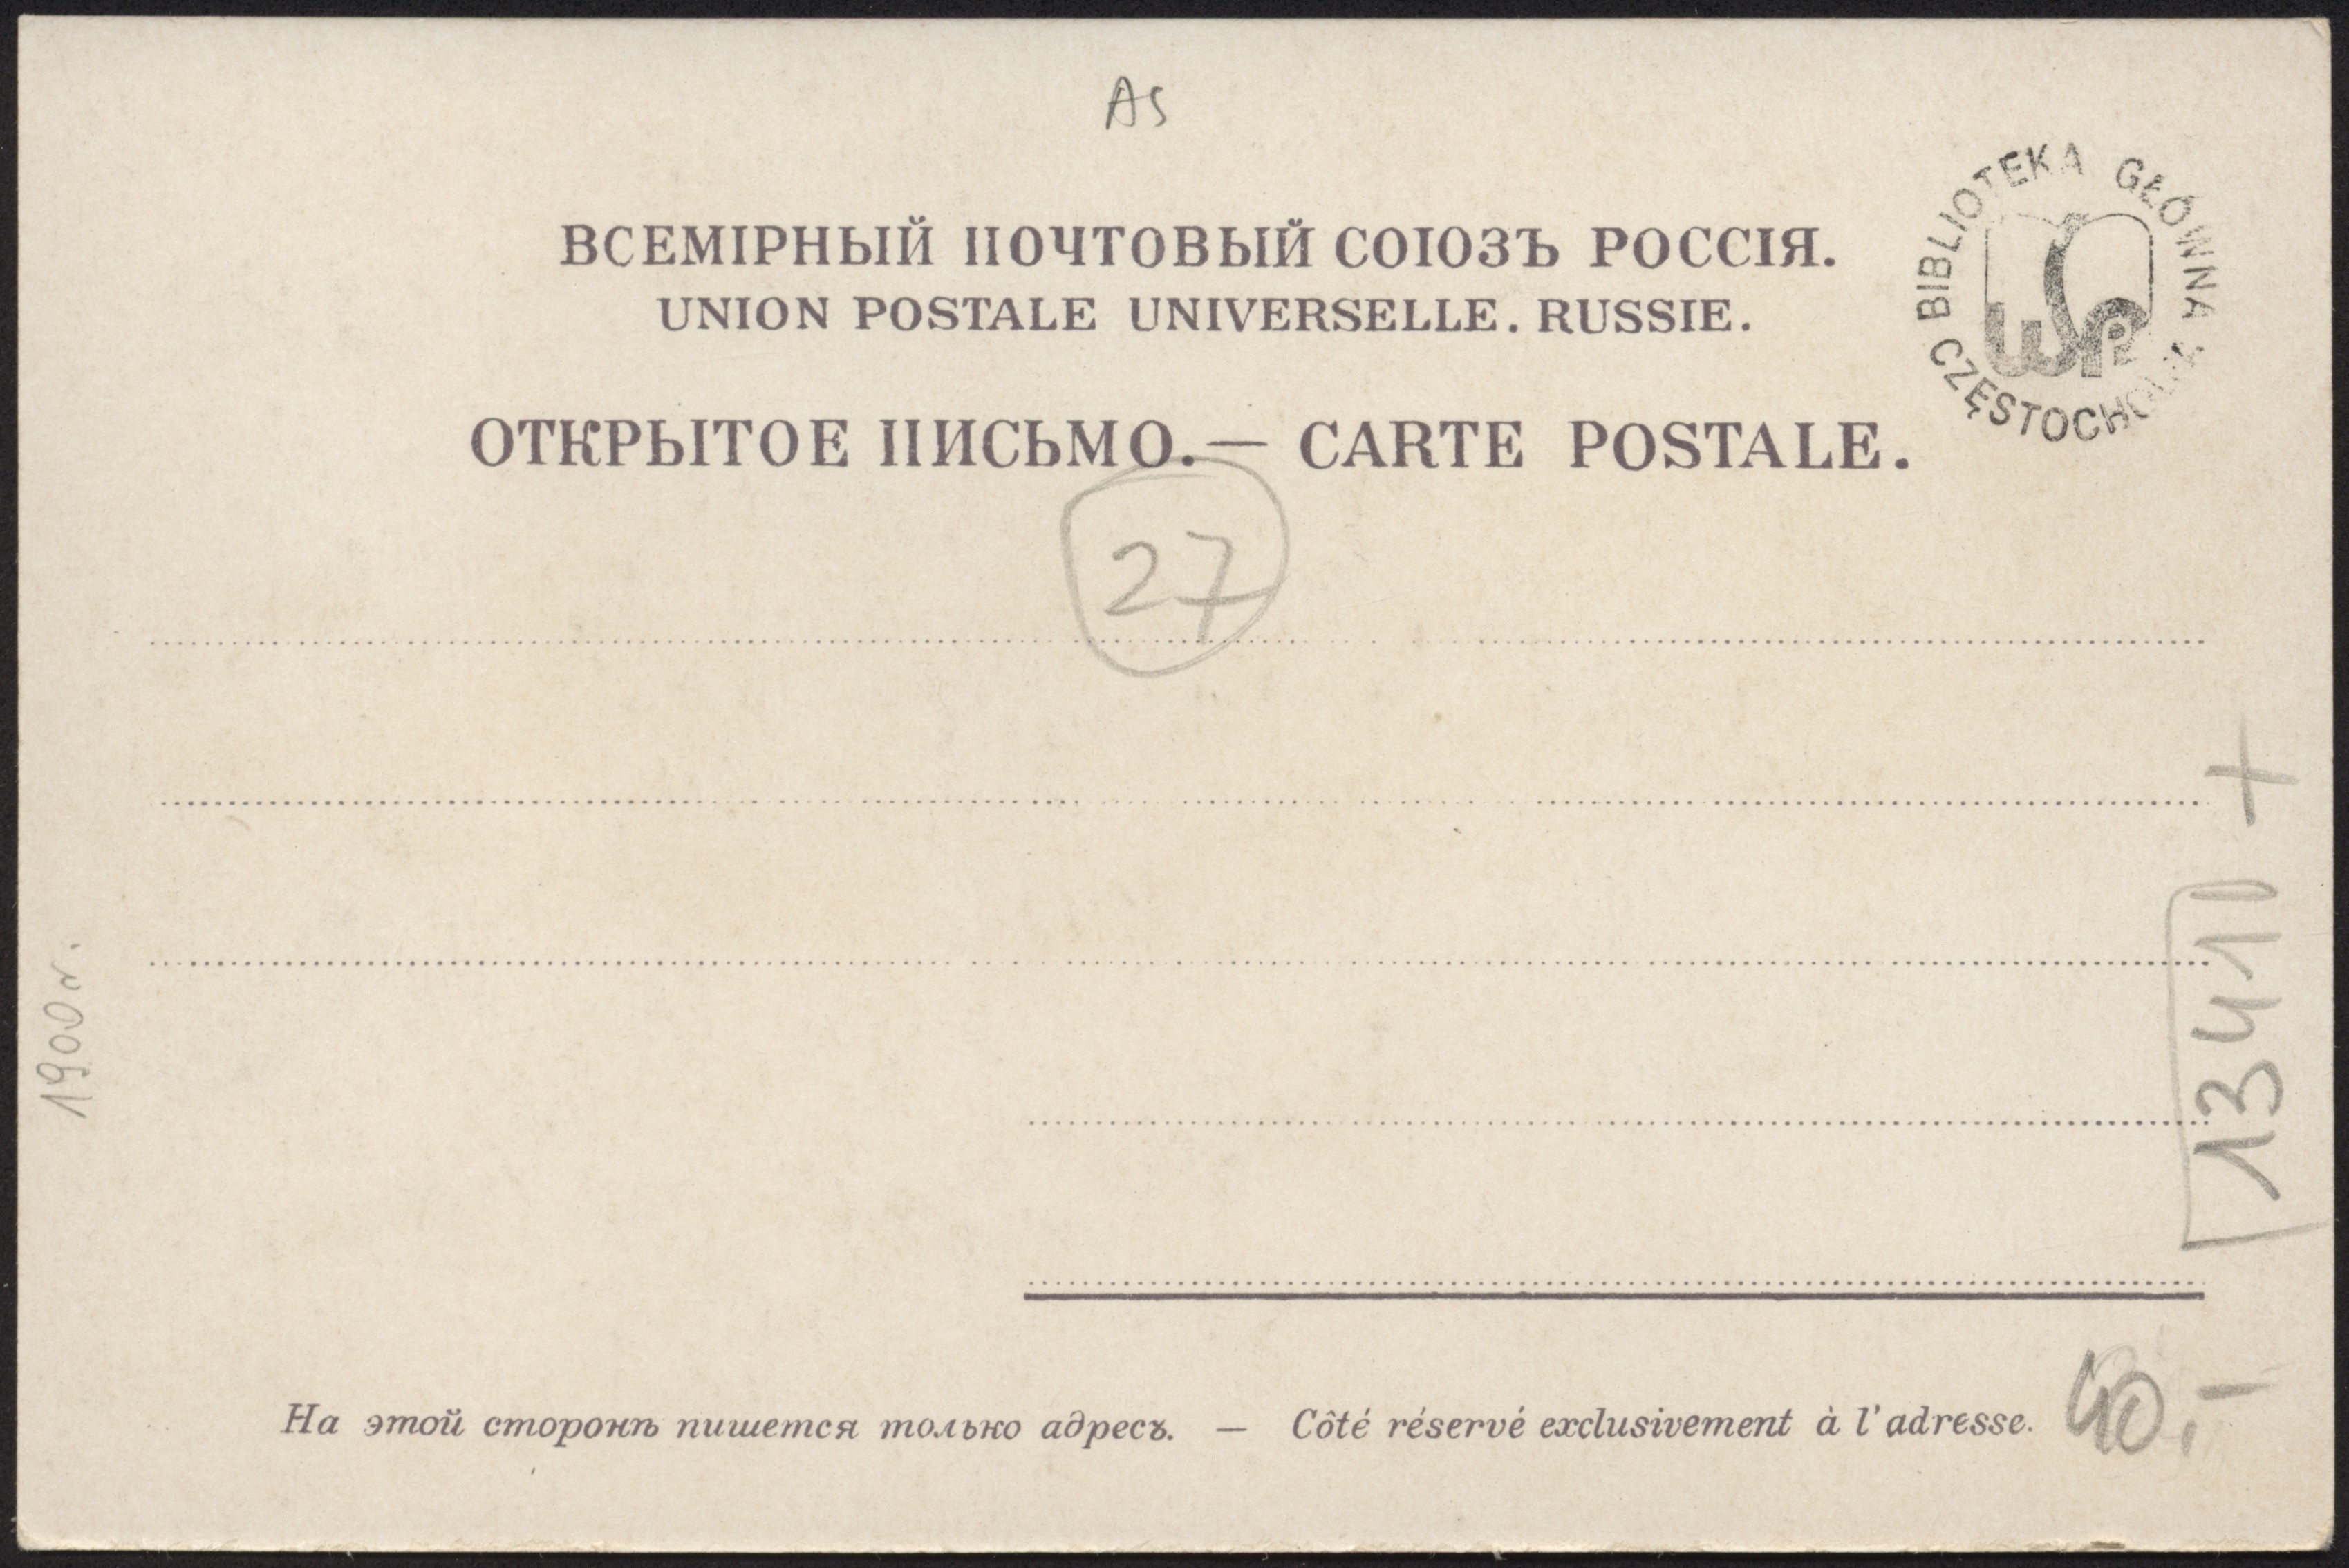 As
ВСЕМІРНЫЙ ПОЧТОВЫЙ СОЮЗЪ РОССІЯ.
UNION POSTALE UNIVERSELLE. RUSSIE.
BIBLIOTEKA GŁÓWNA
WSP
CZĘSTOCHOWA
ОТКРЫТОЕ ПИСЬМО.— CARTE POSTALE.
27
+
1900 r.
На этой сторонѣ пишется только адресъ. — Côté réservé exclusivement à l'adresse.
40,-